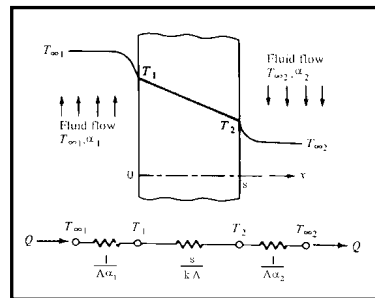 T∞1
T1
Fluid flow
T∞2, α2
Fluid flow
T∞1, α1
T2
T∞2
0
s
x
Q T∞1 T1 T2 T∞2 Q
1/Aα1 s/kA 1/Aα2